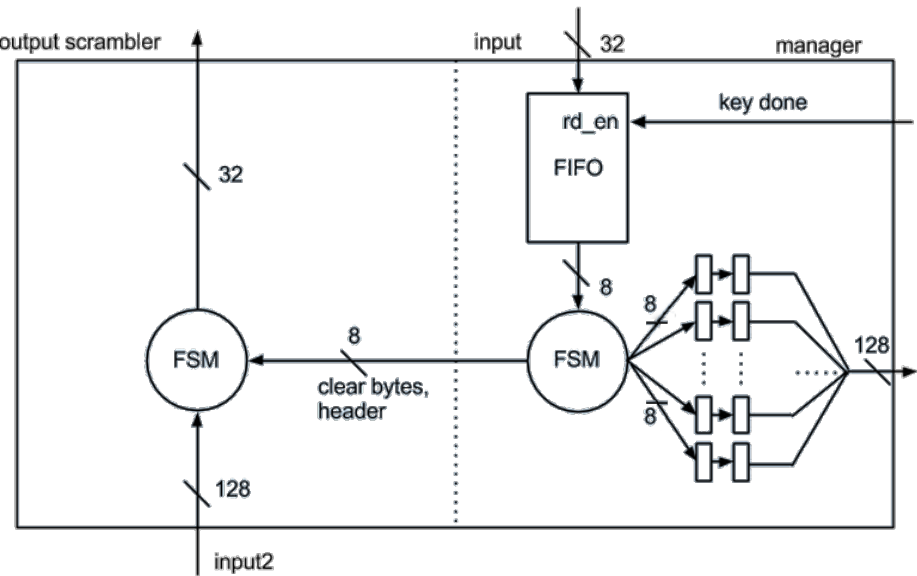 output scrambler
input
32
manager
key done
rd_en
FIFO
32
8
8
FSM
8
clear bytes,
header
FSM
128
8
128
input2